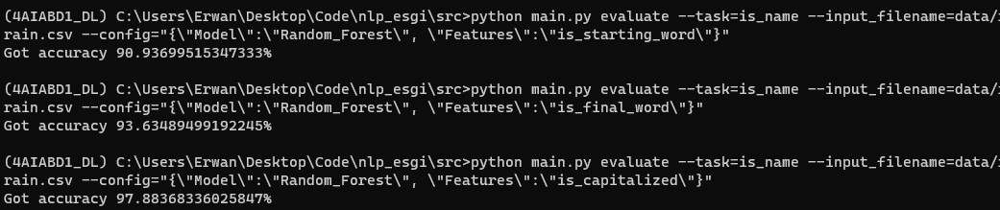 (4AIABD1_DL) C:\Users\Erwan\Desktop\Code\nlp_esgi\src>python main.py evaluate --task=is_name --input_filename=data/
rain.csv --config="{\"Model\":\"Random_Forest\", \"Features\":\"is_starting_word\"}"
Got accuracy 90.93699515347333%
(4AIABD1_DL) C:\Users\Erwan\Desktop\Code\nlp_esgi\src>python main.py evaluate --task=is_name --input_filename=data/
rain.csv --config="{\"Model\":\"Random_Forest\", \"Features\":\"is_final_word\"}"
Got accuracy 93.63489499192245%
(4AIABD1_DL) C:\Users\Erwan\Desktop\Code\nlp_esgi\src>python main.py evaluate --task=is_name --input_filename=data/
rain.csv --config="{\"Model\":\"Random_Forest\", \"Features\":\"is_capitalized\"}"
Got accuracy 97.88368336025847%